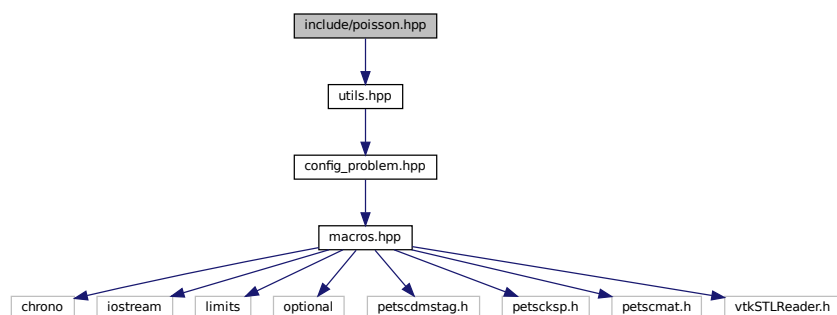 include/poisson.hpp
utils.hpp
config_problem.hpp
macros.hpp
chrono iostream limits optional petscdmstag.h petscksp.h petscmat.h vtkSTLReader.h